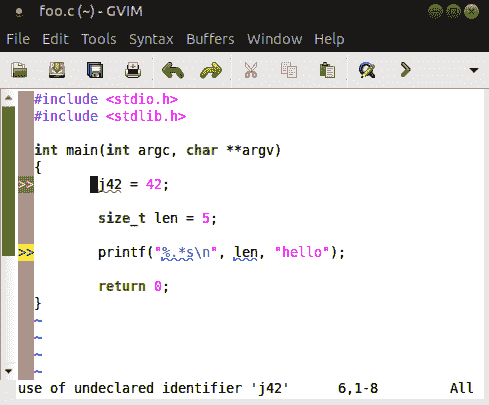 foo.c (~) - GVIM
File Edit Tools Syntax Buffers Window Help
#include <stdio.h>
#include <stdlib.h>
int main(int argc, char **argv)
{
>> j42 = 42;
size_t len = 5;
>> printf("%.*s\n", len, "hello");
return 0;
}
~
~
~
~
use of undeclared identifier 'j42' 6,1-8 All